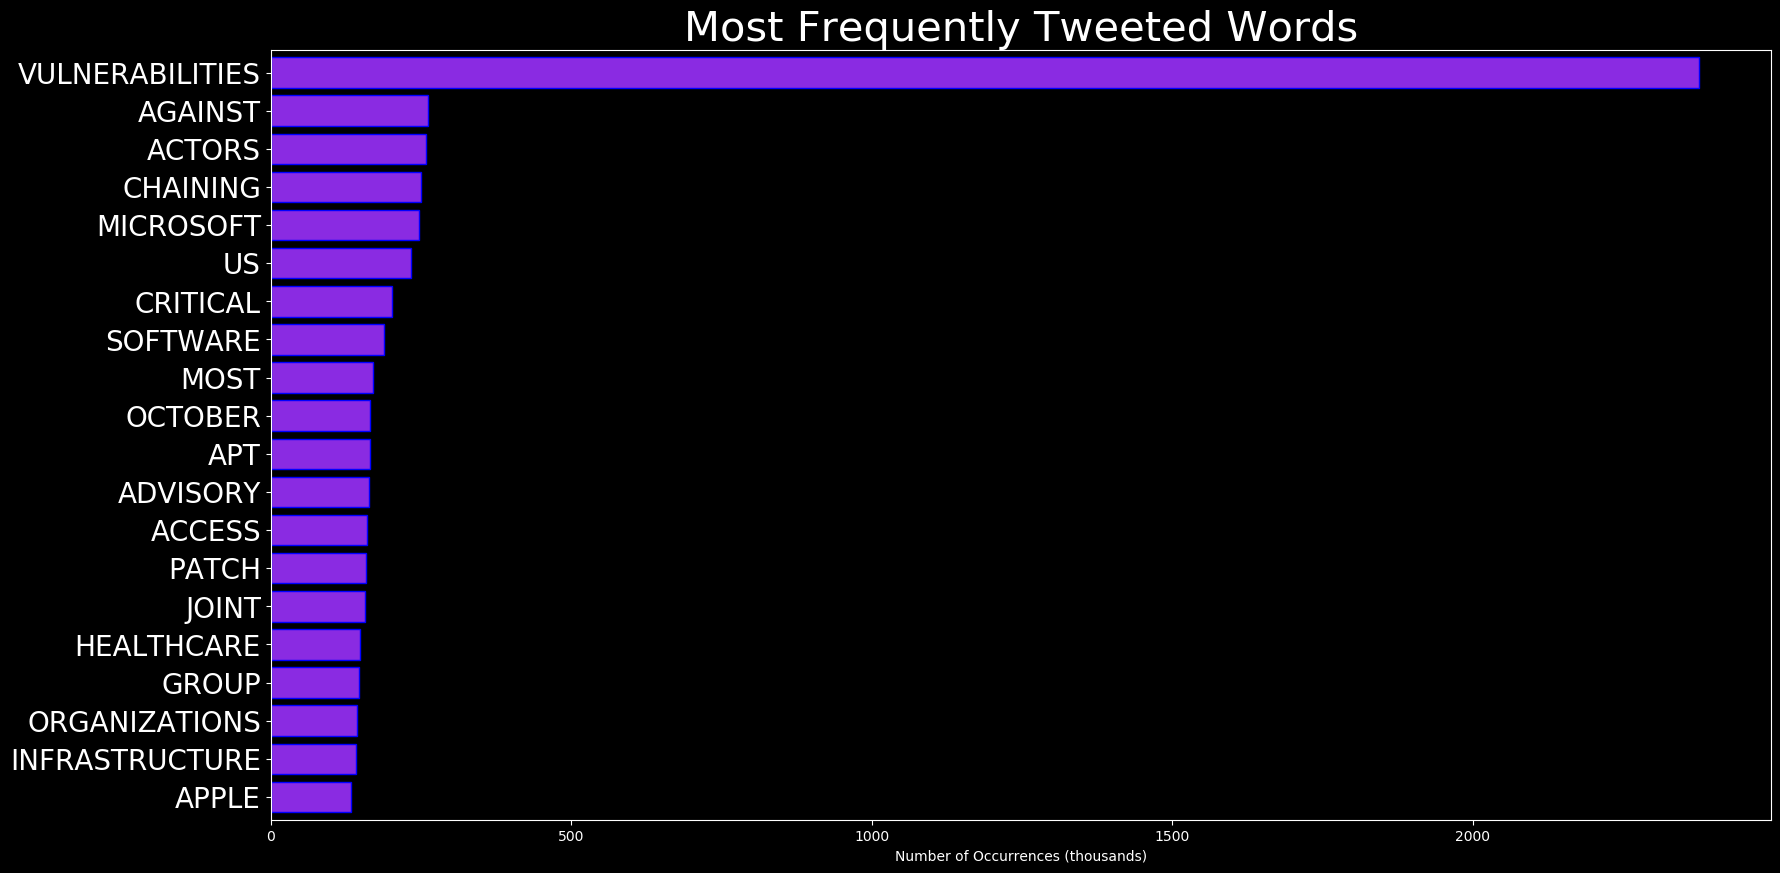 Most Frequently Tweeted Words
VULNERABILITIES
AGAINST
ACTORS
CHAINING
MICROSOFT
US
CRITICAL
SOFTWARE
MOST
OCTOBER
APT
ADVISORY
ACCESS
PATCH
JOINT
HEALTHCARE
GROUP
ORGANIZATIONS
INFRASTRUCTURE
APPLE
0 500 1000 1500 2000
Number of Occurrences (thousands)